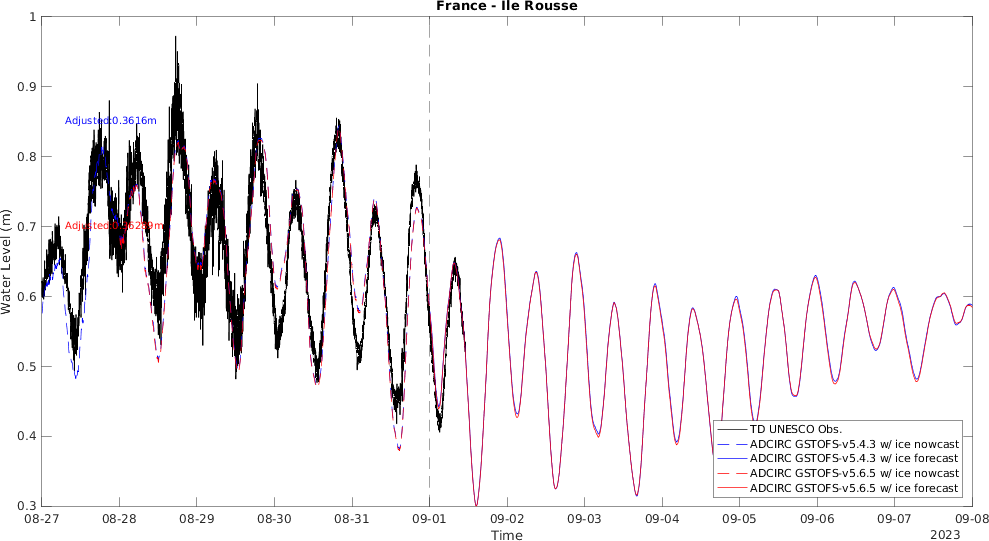 France - Ile Rousse
Water Level (m)
1
0.9
0.8
0.7
0.6
0.5
0.4
0.3
Adjusted:0.3616m
Adjusted:0.36289m
TD UNESCO Obs.
ADCIRC GSTOFS-v5.4.3 w/ ice nowcast
ADCIRC GSTOFS-v5.4.3 w/ ice forecast
ADCIRC GSTOFS-v5.6.5 w/ ice nowcast
ADCIRC GSTOFS-v5.6.5 w/ ice forecast
08-27 08-28 08-29 08-30 08-31 09-01 09-02 09-03 09-04 09-05 09-06 09-07 09-08
Time
2023